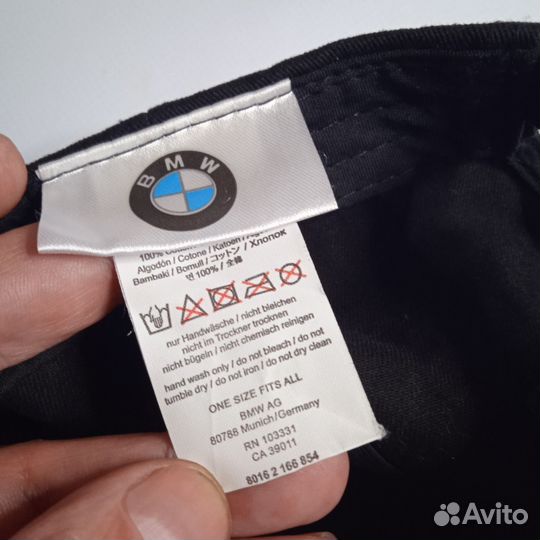 BMW
100%
Algodón / Cotone / Katoen /
Bambaki / Bomull / コットン / Хлопок
면 100% / 全棉
nur Handwäsche / nicht bleichen
nicht im Trockner trocknen
nicht bügeln / nicht chemisch reinigen
hand wash only / do not bleach / do not
tumble dry / do not iron / do not dry clean
ONE SIZE FITS ALL
BMW AG
80788 Munich/Germany
RN 103331
CA 39011
8016 2 166 854
Avito